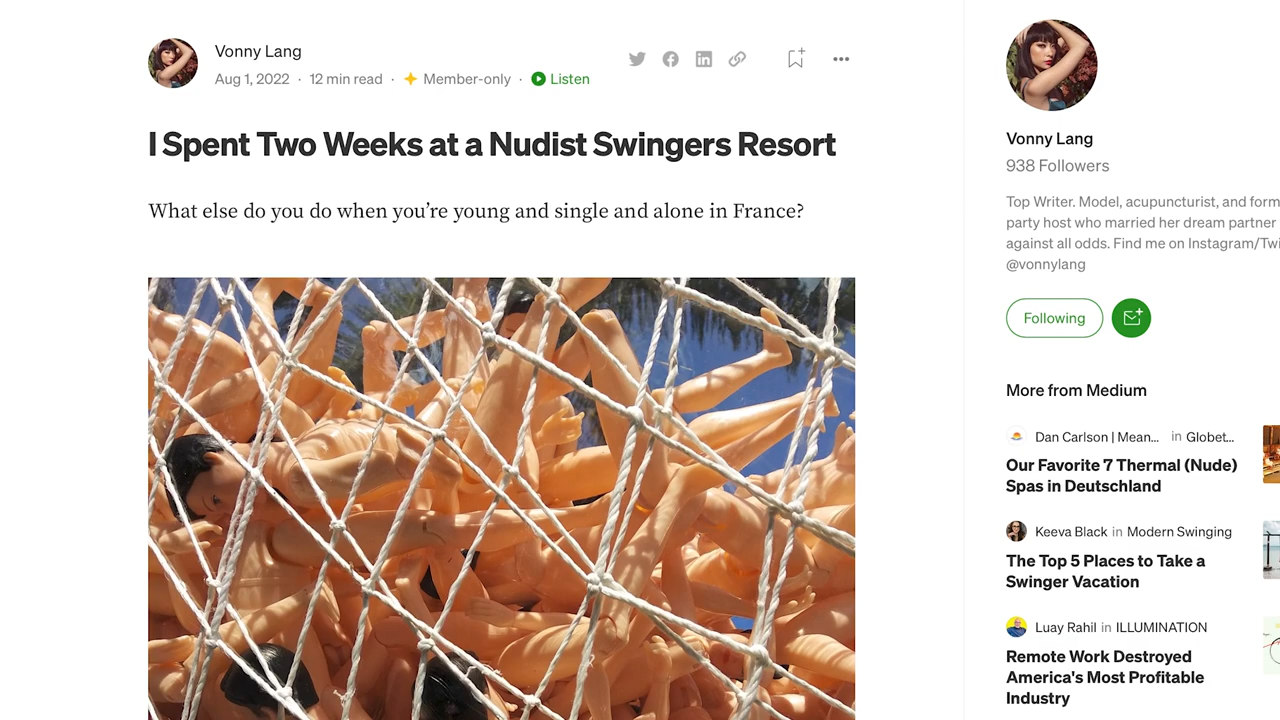 Vonny Lang
Aug 1, 2022 · 12 min read · Member-only · Listen
I Spent Two Weeks at a Nudist Swingers Resort
What else do you do when you’re young and single and alone in France?
Vonny Lang
938 Followers
Top Writer. Model, acupuncturist, and form
party host who married her dream partner
against all odds. Find me on Instagram/Twi
@vonnylang
Following
More from Medium
Dan Carlson | Mean... in Globet...
Our Favorite 7 Thermal (Nude)
Spas in Deutschland
Keeva Black in Modern Swinging
The Top 5 Places to Take a
Swinger Vacation
Luay Rahil in ILLUMINATION
Remote Work Destroyed
America's Most Profitable
Industry